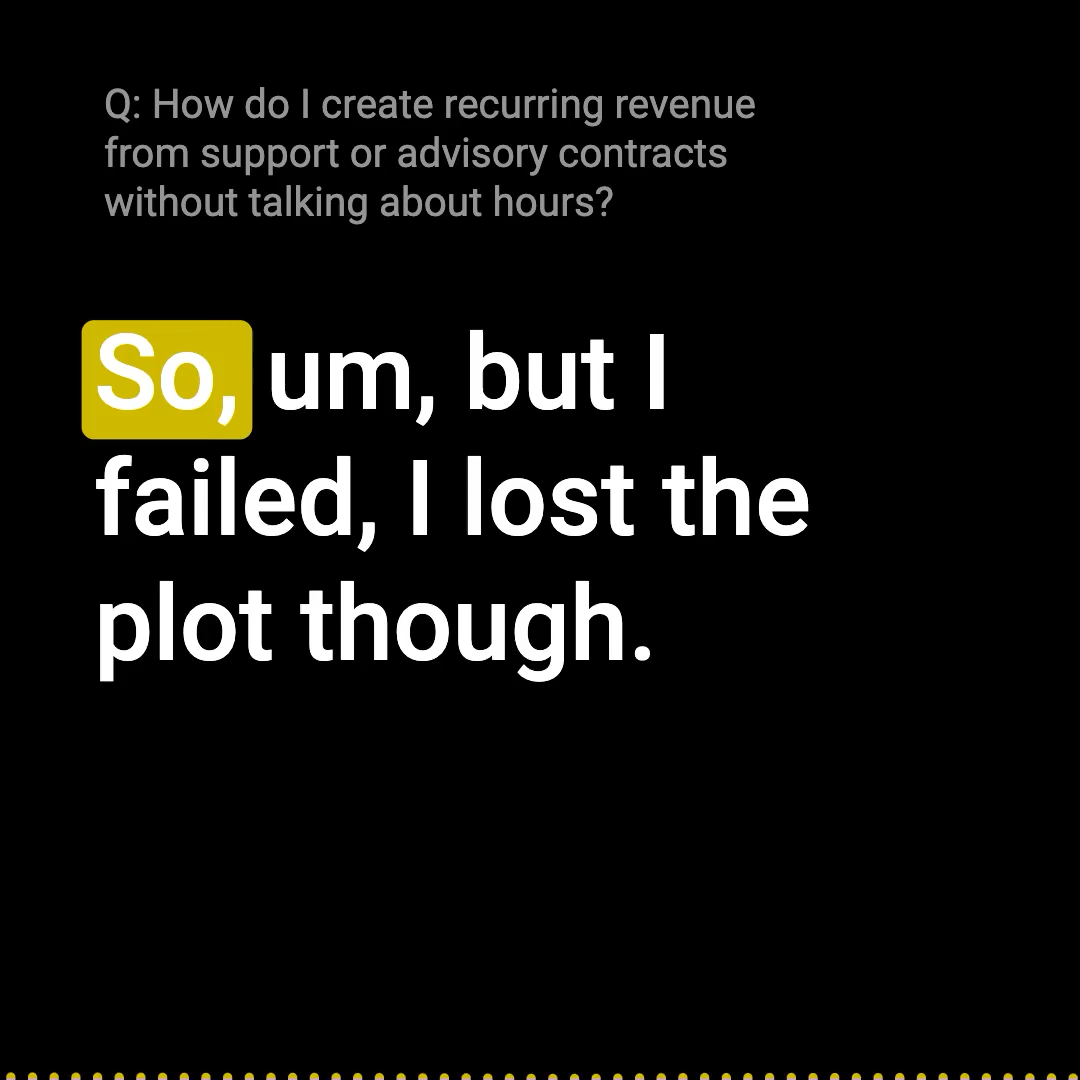 Q: How do I create recurring revenue
from support or advisory contracts
without talking about hours?
So, um, but I
failed, I lost the
plot though.